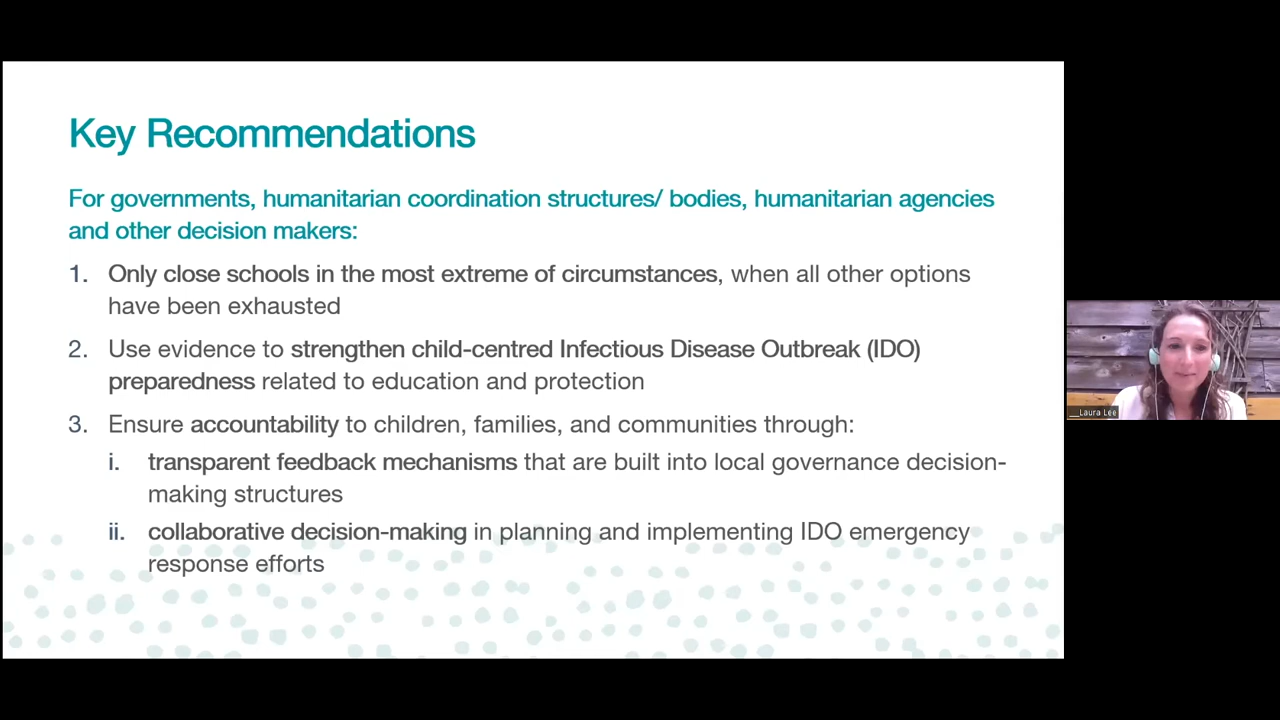 Key Recommendations
For governments, humanitarian coordination structures/ bodies, humanitarian agencies
and other decision makers:
1. Only close schools in the most extreme of circumstances, when all other options
have been exhausted
2. Use evidence to strengthen child-centred Infectious Disease Outbreak (IDO)
preparedness related to education and protection
3. Ensure accountability to children, families, and communities through:
i. transparent feedback mechanisms that are built into local governance decision-
making structures
ii. collaborative decision-making in planning and implementing IDO emergency
response efforts
__Laura Lee